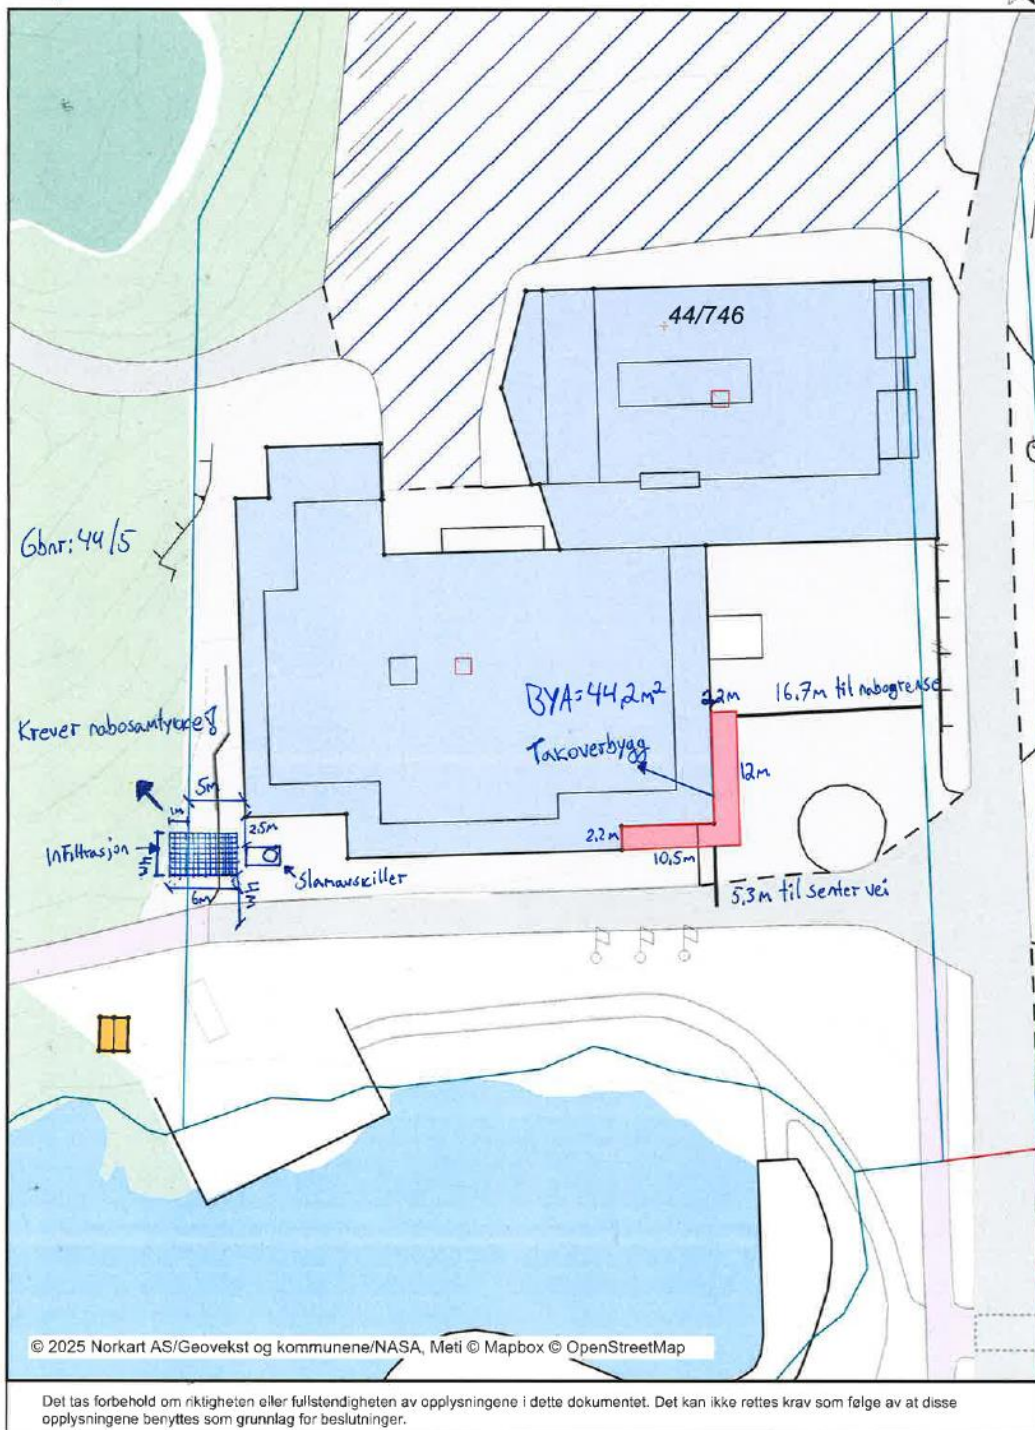 44/746
Gbnr: 44/5
BYA=44,2m²
2,2m
16.7m til nabogrense
Krever nabosamtykke!
Takoverbygg
12m
5m
1m
2.5m
2.2m
Infiltrasjon
4m
10.5m
Slamavskiller
6m
4m
5,3m til senter vei
© 2025 Norkart AS/Geovekst og kommunene/NASA, Meti © Mapbox © OpenStreetMap
Det tas forbehold om riktigheten eller fullstendigheten av opplysningene i dette dokumentet. Det kan ikke rettes krav som følge av at disse
opplysningene benyttes som grunnlag for beslutninger.